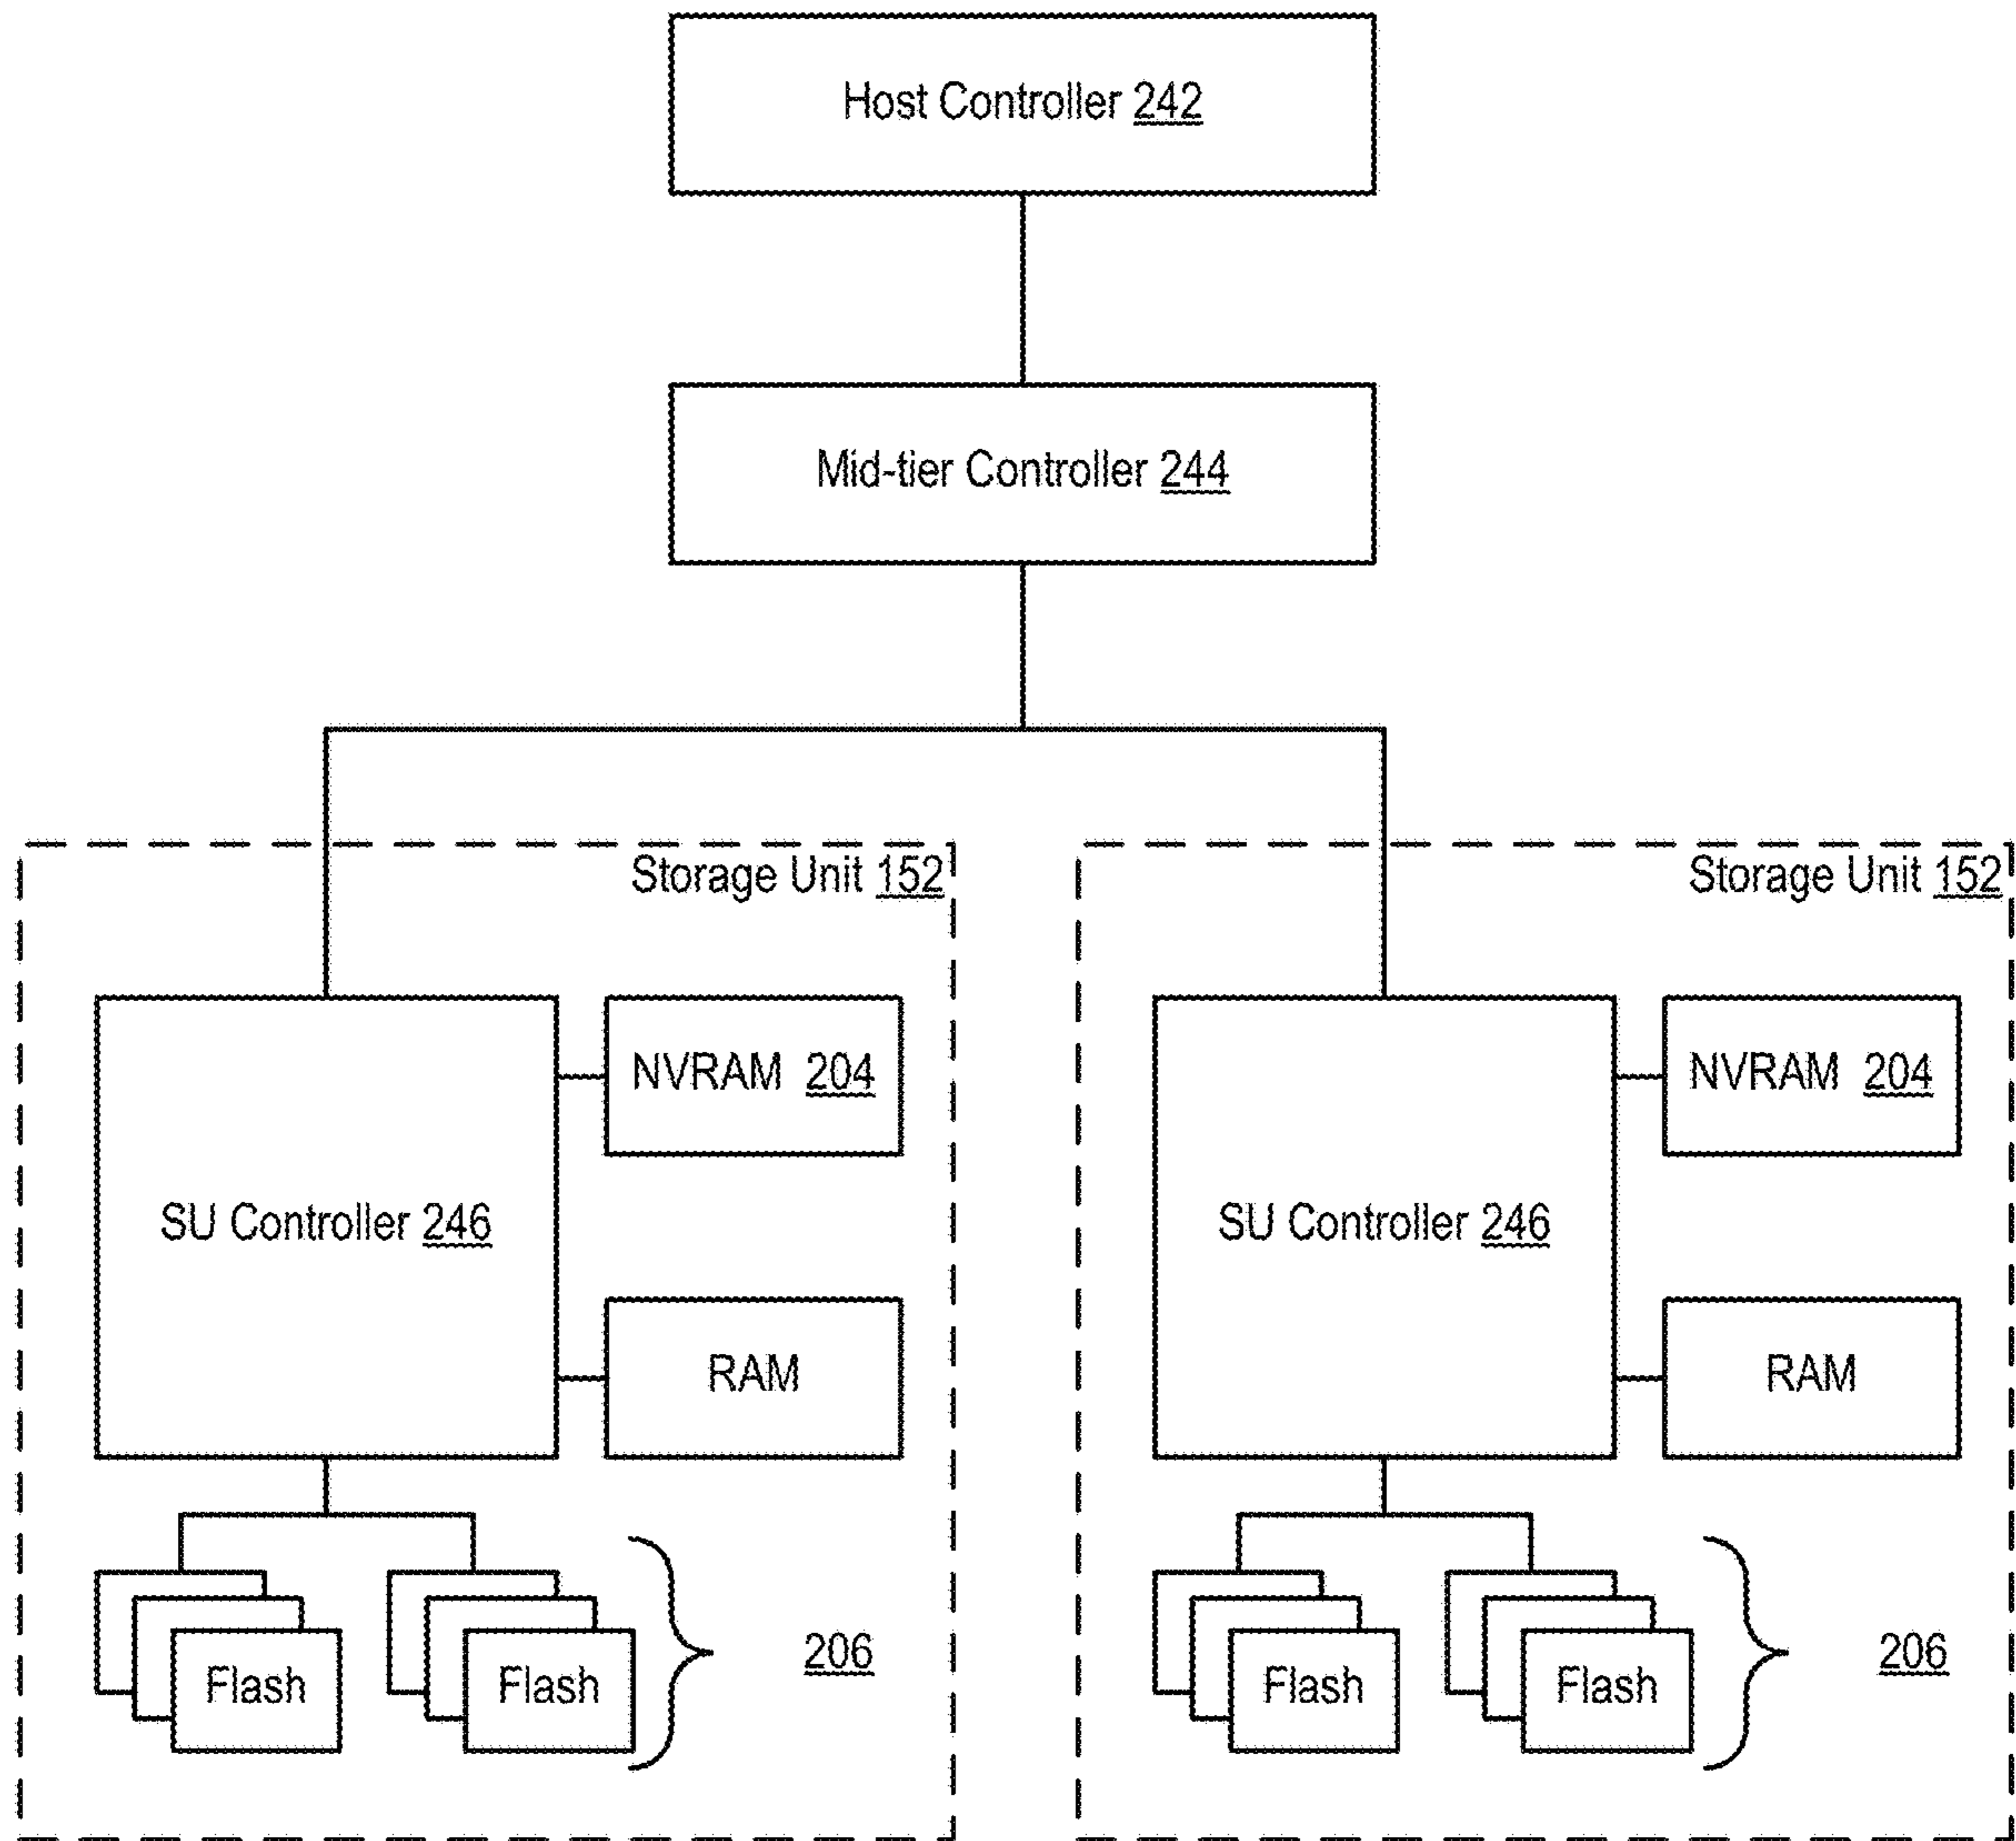 Host Controller 242
Mid-tier Controller 244
Storage Unit 152
SU Controller 246
NVRAM 204
RAM
Flash
Flash
206
Storage Unit 152
SU Controller 246
NVRAM 204
RAM
Flash
Flash
206